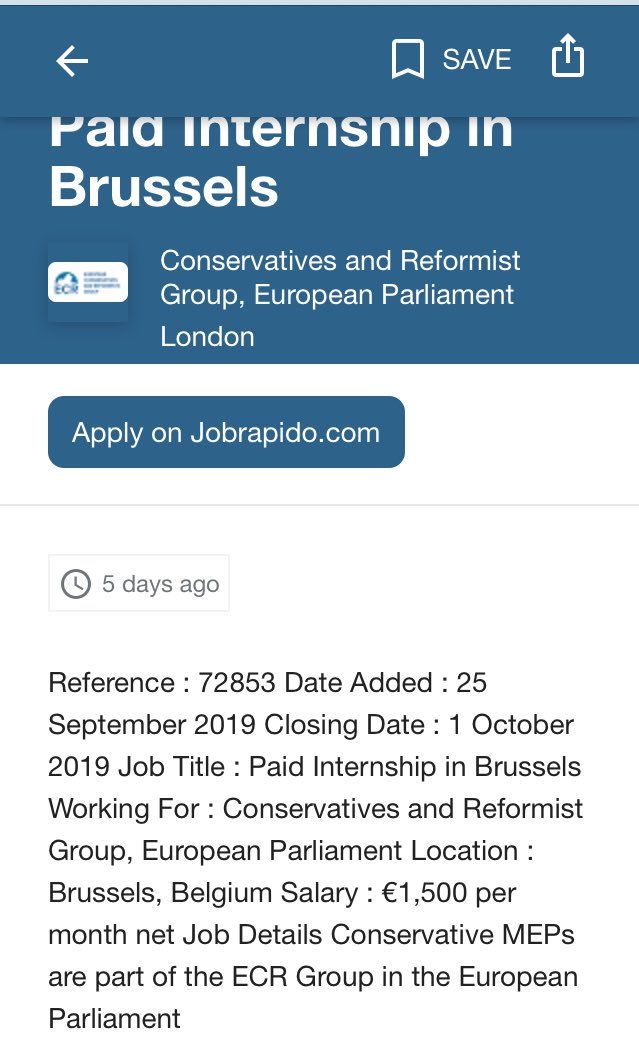 SAVE
Paid Internship in
Brussels
ECR
Conservatives and Reformist
Group, European Parliament
London
Apply on Jobrapido.com
5 days ago
Reference : 72853 Date Added : 25
September 2019 Closing Date : 1 October
2019 Job Title : Paid Internship in Brussels
Working For : Conservatives and Reformist
Group, European Parliament Location :
Brussels, Belgium Salary : €1,500 per
month net Job Details Conservative MEPs
are part of the ECR Group in the European
Parliament